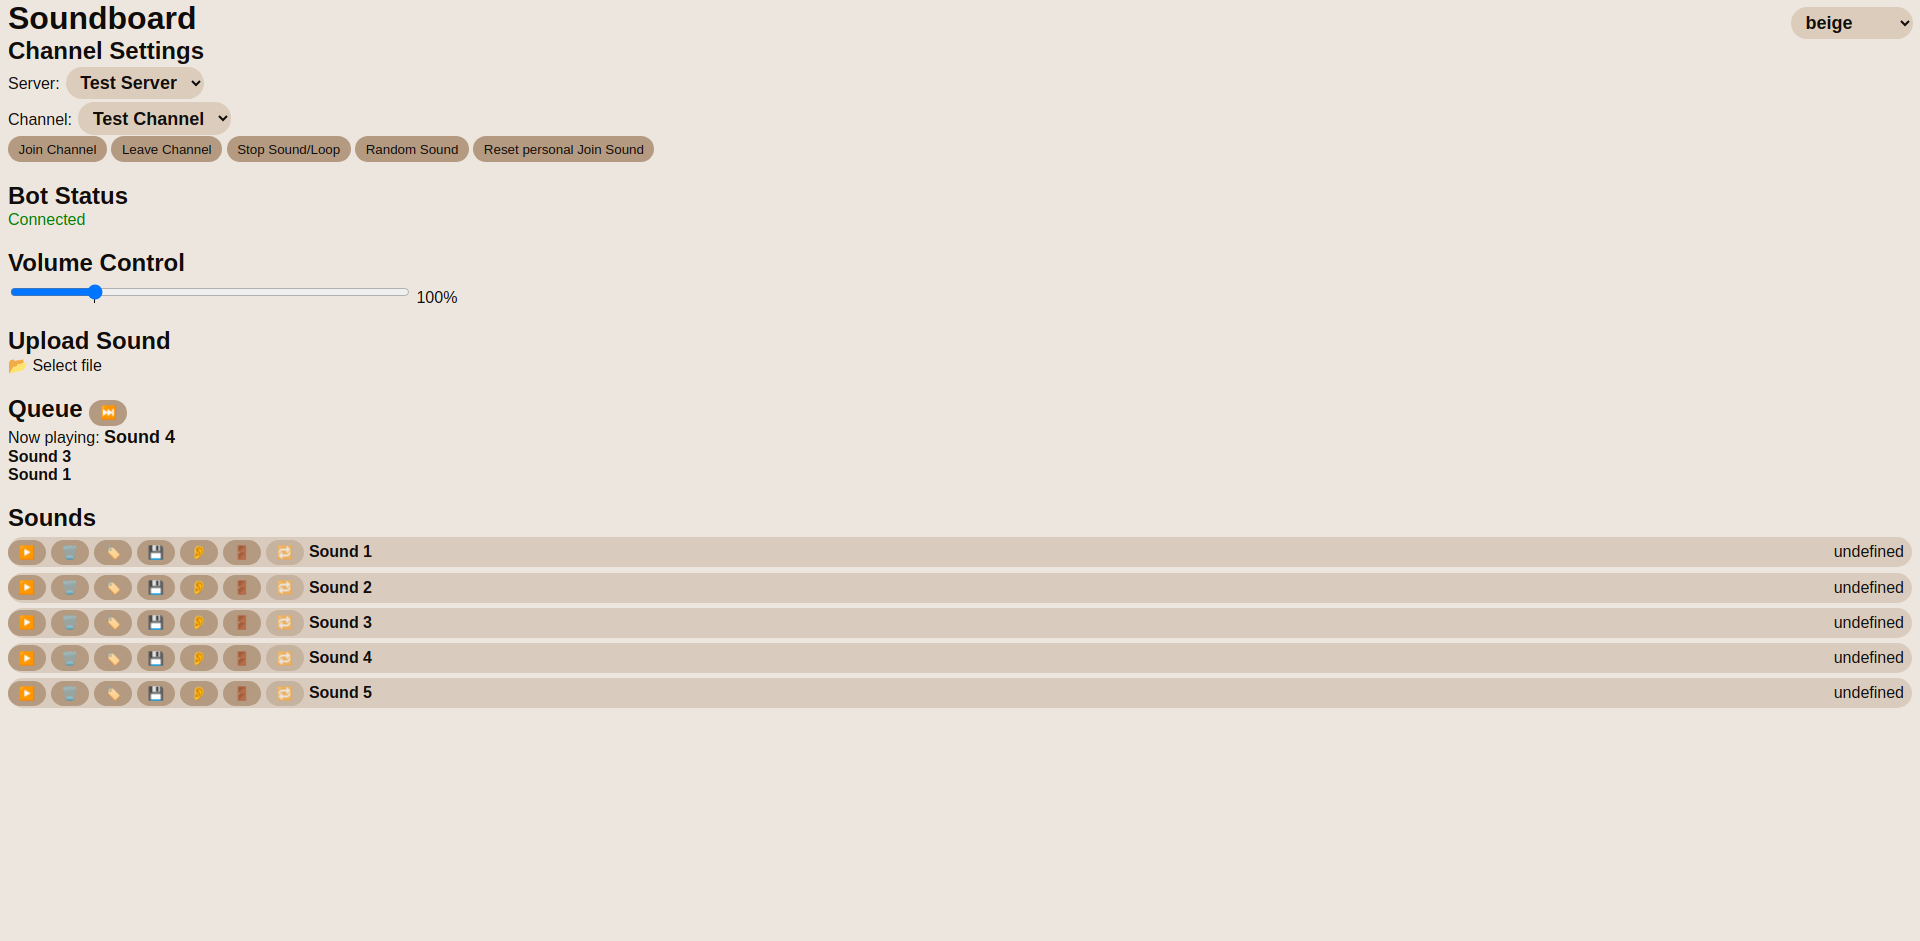 Soundboard
beige
Channel Settings
Server: Test Server
Channel: Test Channel
Join Channel Leave Channel Stop Sound/Loop Random Sound Reset personal Join Sound
Bot Status
Connected
Volume Control
100%
Upload Sound
📂 Select file
Queue ⏭️
Now playing: Sound 4
Sound 3
Sound 1
Sounds
▶️ 🗑️ 🏷️ 💾 👂 🚪 🔁 Sound 1 undefined
▶️ 🗑️ 🏷️ 💾 👂 🚪 🔁 Sound 2 undefined
▶️ 🗑️ 🏷️ 💾 👂 🚪 🔁 Sound 3 undefined
▶️ 🗑️ 🏷️ 💾 👂 🚪 🔁 Sound 4 undefined
▶️ 🗑️ 🏷️ 💾 👂 🚪 🔁 Sound 5 undefined